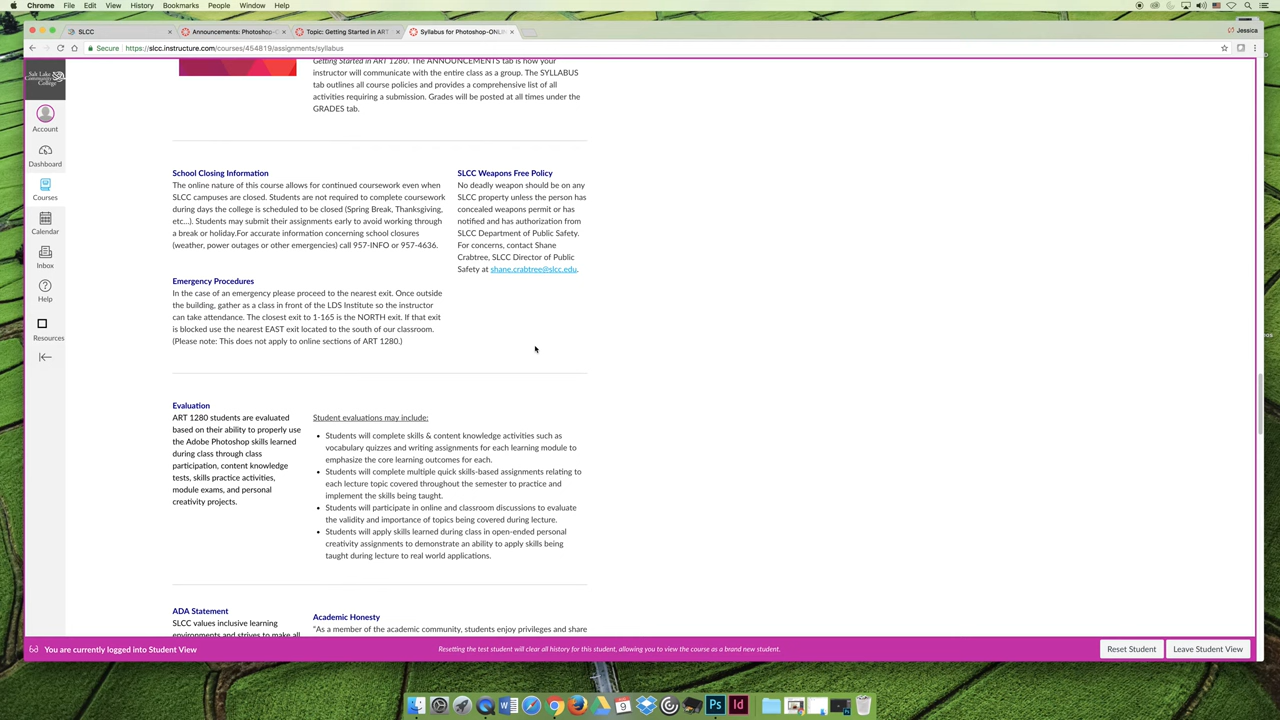 Chrome File Edit View History Bookmarks People Window Help
SLCC
Announcements: Photoshop-
Topic: Getting Started in ART
Syllabus for Photoshop-ONLI
Jessica
Secure https://slcc.instructure.com/courses/454819/assignments/syllabus
Salt Lake
Community
College
Account
Dashboard
Courses
Calendar
Inbox
Help
Resources
Getting Started in ART 1280. The ANNOUNCEMENTS tab is how your
instructor will communicate with the entire class as a group. The SYLLABUS
tab outlines all course policies and provides a comprehensive list of all
activities requiring a submission. Grades will be posted at all times under the
GRADES tab.
School Closing Information
The online nature of this course allows for continued coursework even when
SLCC campuses are closed. Students are not required to complete coursework
during days the college is scheduled to be closed (Spring Break, Thanksgiving,
etc...). Students may submit their assignments early to avoid working through
a break or holiday.For accurate information concerning school closures
(weather, power outages or other emergencies) call 957-INFO or 957-4636.
Emergency Procedures
In the case of an emergency please proceed to the nearest exit. Once outside
the building, gather as a class in front of the LDS Institute so the instructor
can take attendance. The closest exit to 1-165 is the NORTH exit. If that exit
is blocked use the nearest EAST exit located to the south of our classroom.
(Please note: This does not apply to online sections of ART 1280.)
SLCC Weapons Free Policy
No deadly weapon should be on any
SLCC property unless the person has
concealed weapons permit or has
notified and has authorization from
SLCC Department of Public Safety.
For concerns, contact Shane
Crabtree, SLCC Director of Public
Safety at shane.crabtree@slcc.edu.
Evaluation
ART 1280 students are evaluated
based on their ability to properly use
the Adobe Photoshop skills learned
during class through class
participation, content knowledge
tests, skills practice activities,
module exams, and personal
creativity projects.
Student evaluations may include:
• Students will complete skills & content knowledge activities such as
vocabulary quizzes and writing assignments for each learning module to
emphasize the core learning outcomes for each.
• Students will complete multiple quick skills-based assignments relating to
each lecture topic covered throughout the semester to practice and
implement the skills being taught.
• Students will participate in online and classroom discussions to evaluate
the validity and importance of topics being covered during lecture.
• Students will apply skills learned during class in open-ended personal
creativity assignments to demonstrate an ability to apply skills being
taught during lecture to real world applications.
ADA Statement
SLCC values inclusive learning
environments and strives to make all
Academic Honesty
"As a member of the academic community, students enjoy privileges and share
You are currently logged into Student View
Resetting the test student will clear all history for this student, allowing you to view the course as a brand new student.
Reset Student
Leave Student View
9
Ps
Id